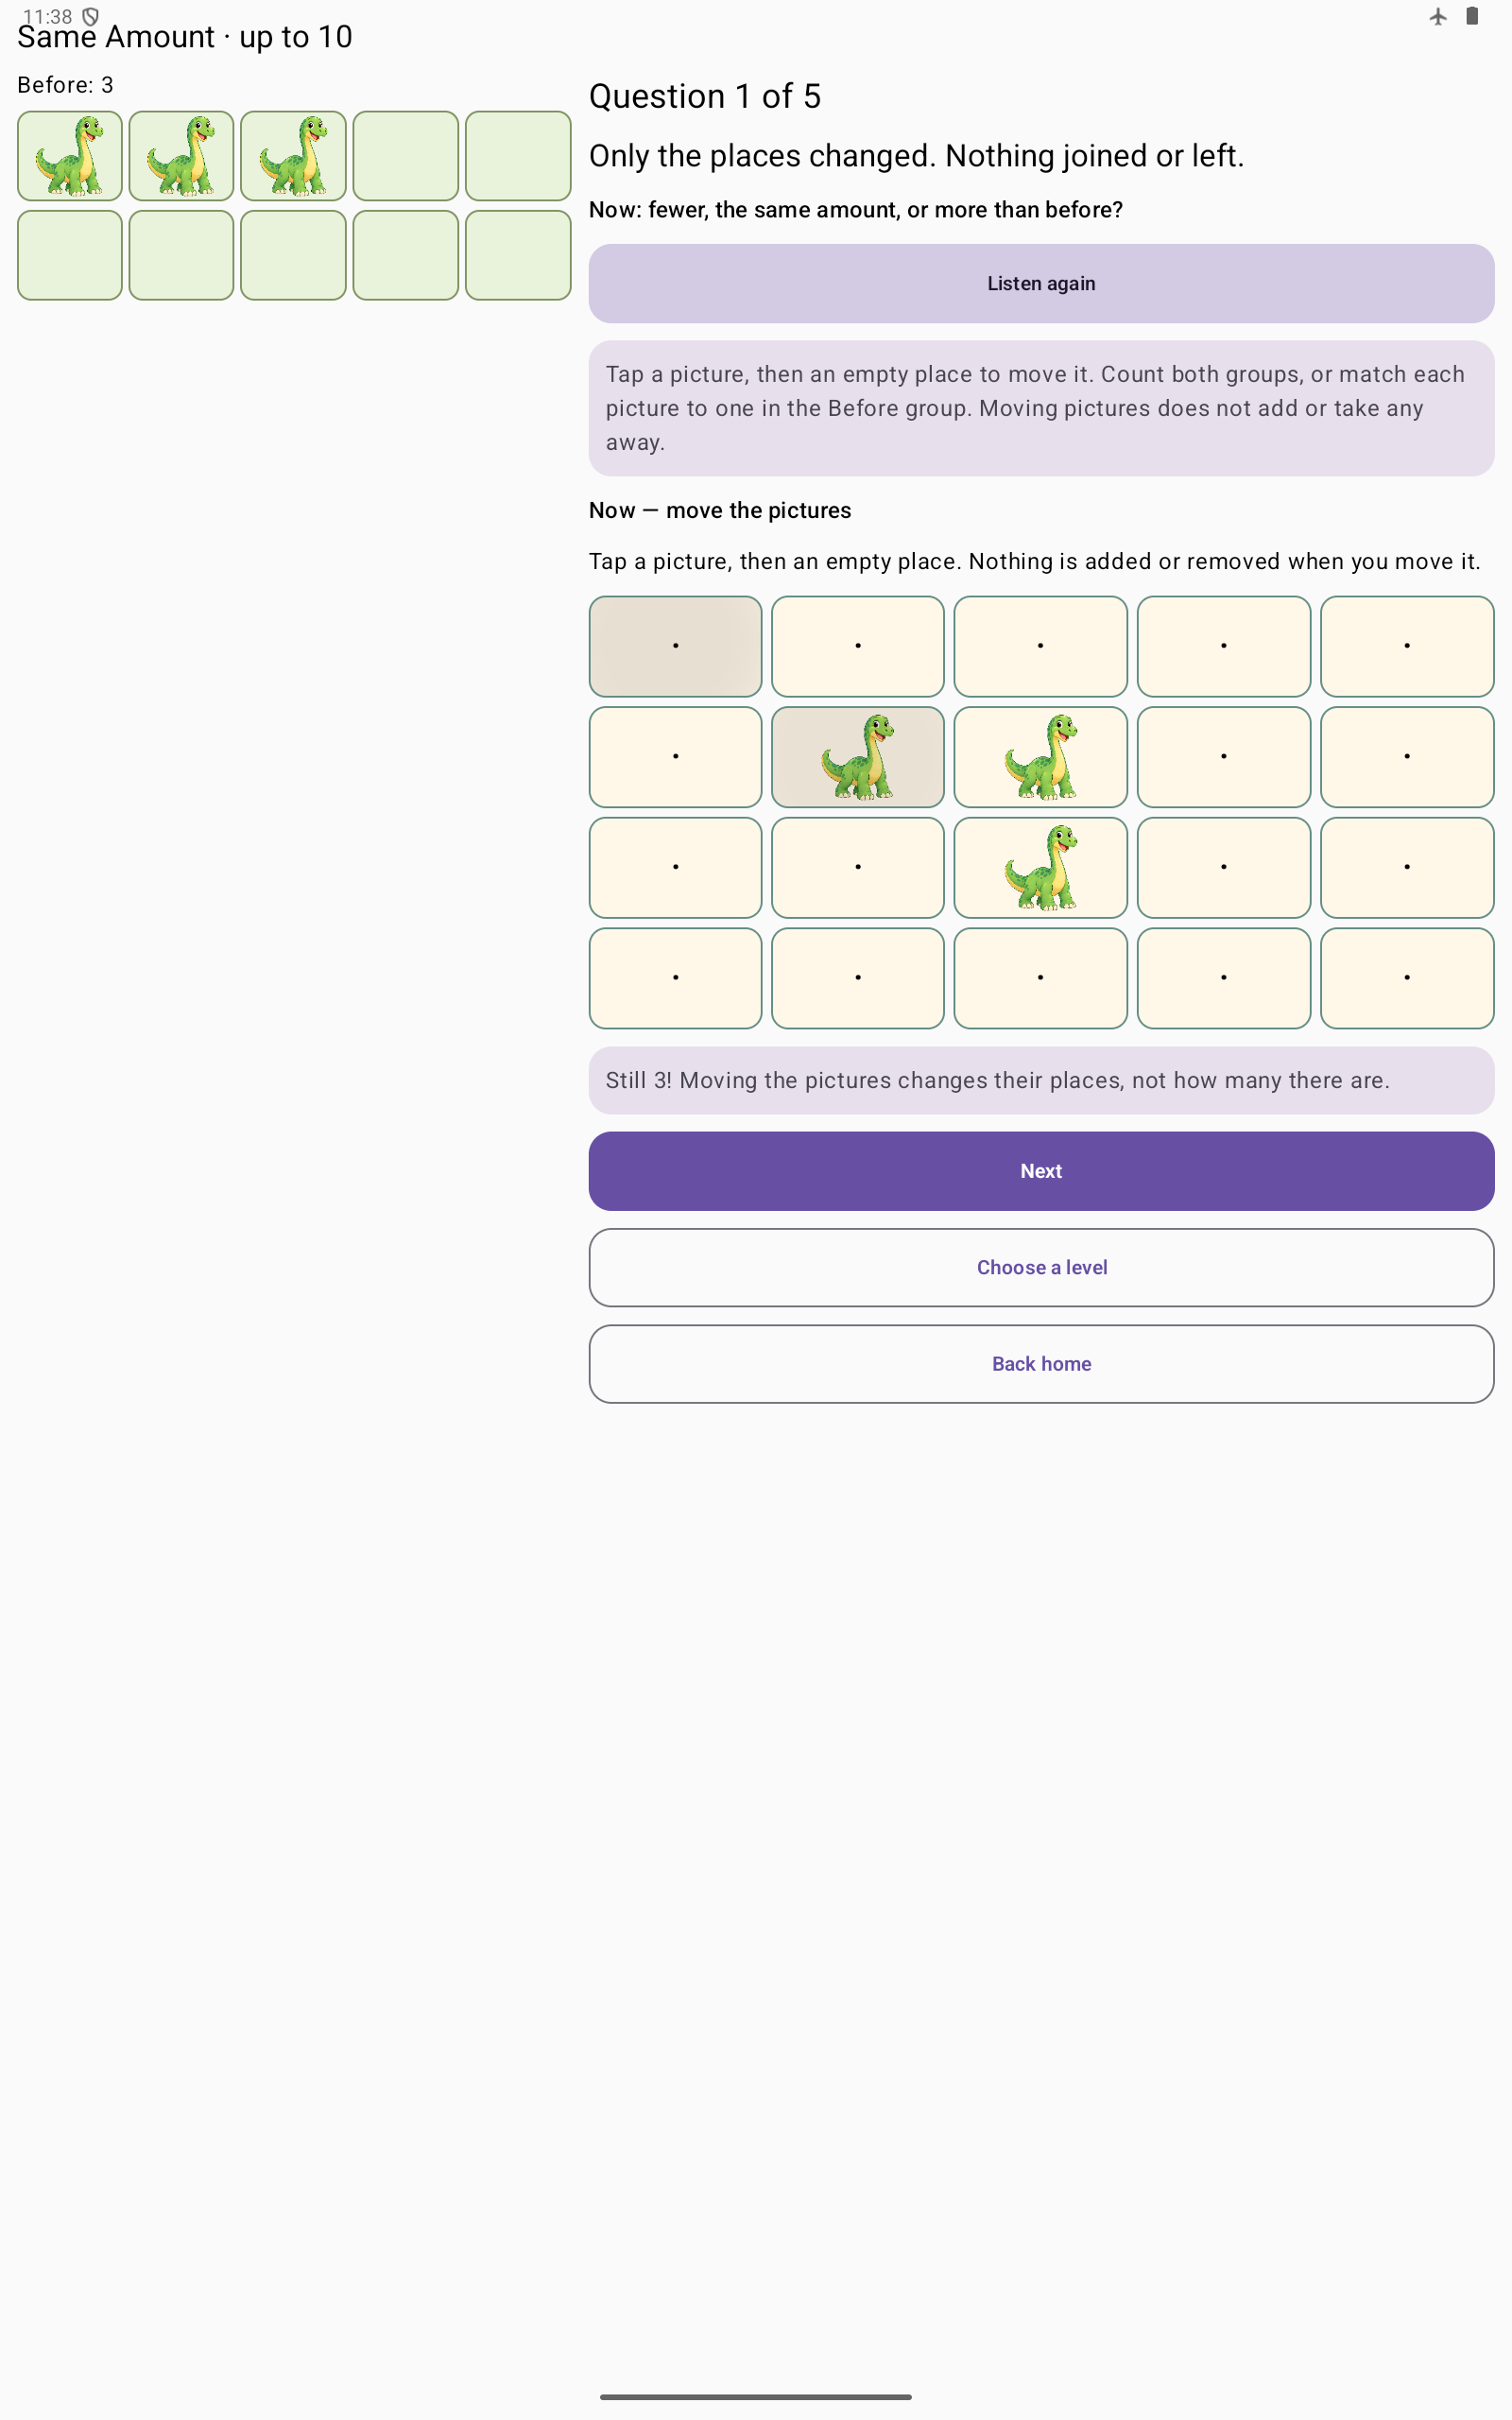 11:38
Same Amount · up to 10
Before: 3
Question 1 of 5
Only the places changed. Nothing joined or left.
Now: fewer, the same amount, or more than before?
Listen again
Tap a picture, then an empty place to move it. Count both groups, or match each
picture to one in the Before group. Moving pictures does not add or take any
away.
Now — move the pictures
Tap a picture, then an empty place. Nothing is added or removed when you move it.
Still 3! Moving the pictures changes their places, not how many there are.
Next
Choose a level
Back home